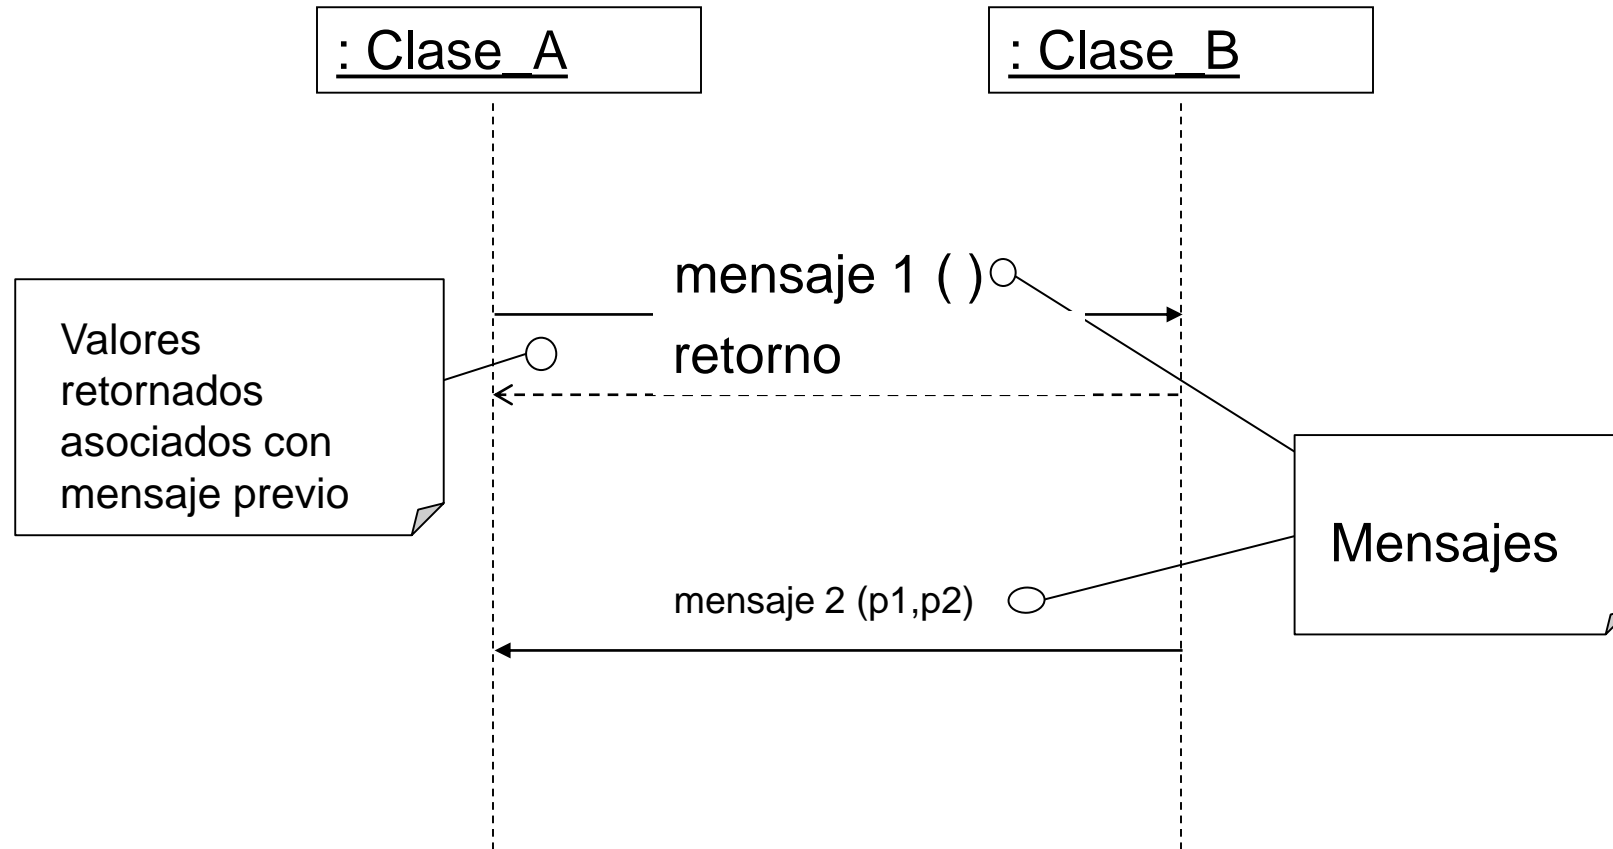 : Clase_A
: Clase_B
mensaje 1 ( )
retorno
Valores
retornados
asociados con
mensaje previo
Mensajes
mensaje 2 (p1,p2)